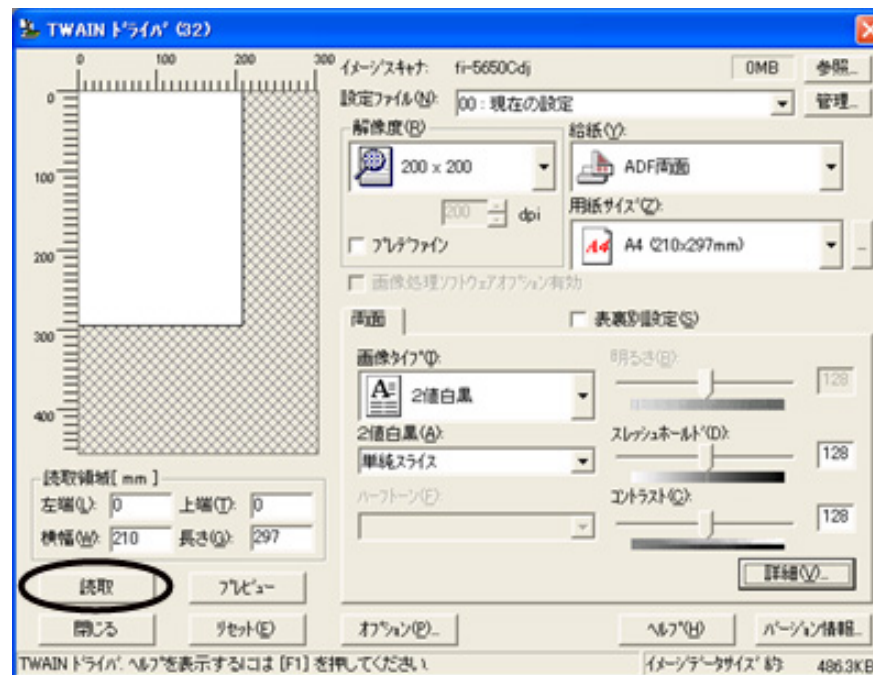 TWAIN ドライバ (32)
0 100 200 300
0
100
200
300
400
イメージスキャナ: fi-5650Cdj 0MB 参照...
設定ファイル(N): 00 : 現在の設定 管理...
解像度(R)
200 x 200
200 dpi
プレデファイン
給紙(Y):
ADF両面
用紙サイズ(Z):
A4 A4 (210x297mm) ...
画像処理ソフトウェアオプション有効
両面 表裏別設定(S)
画像タイプ(I):
2値白黒
2値白黒(A):
単純スライス
ハーフトーン(F):
明るさ(B):
128
スレッシュホールド(D):
128
コントラスト(C):
128
詳細(V)...
読取領域[ mm ]
左端(L): 0 上端(T): 0
横幅(W): 210 長さ(G): 297
読取 プレビュー
閉じる リセット(E) オプション(P)... ヘルプ(H) バージョン情報...
TWAIN ドライバ. ヘルプを表示するには [F1] を押してください. イメージデータサイズ 約: 486.3KB